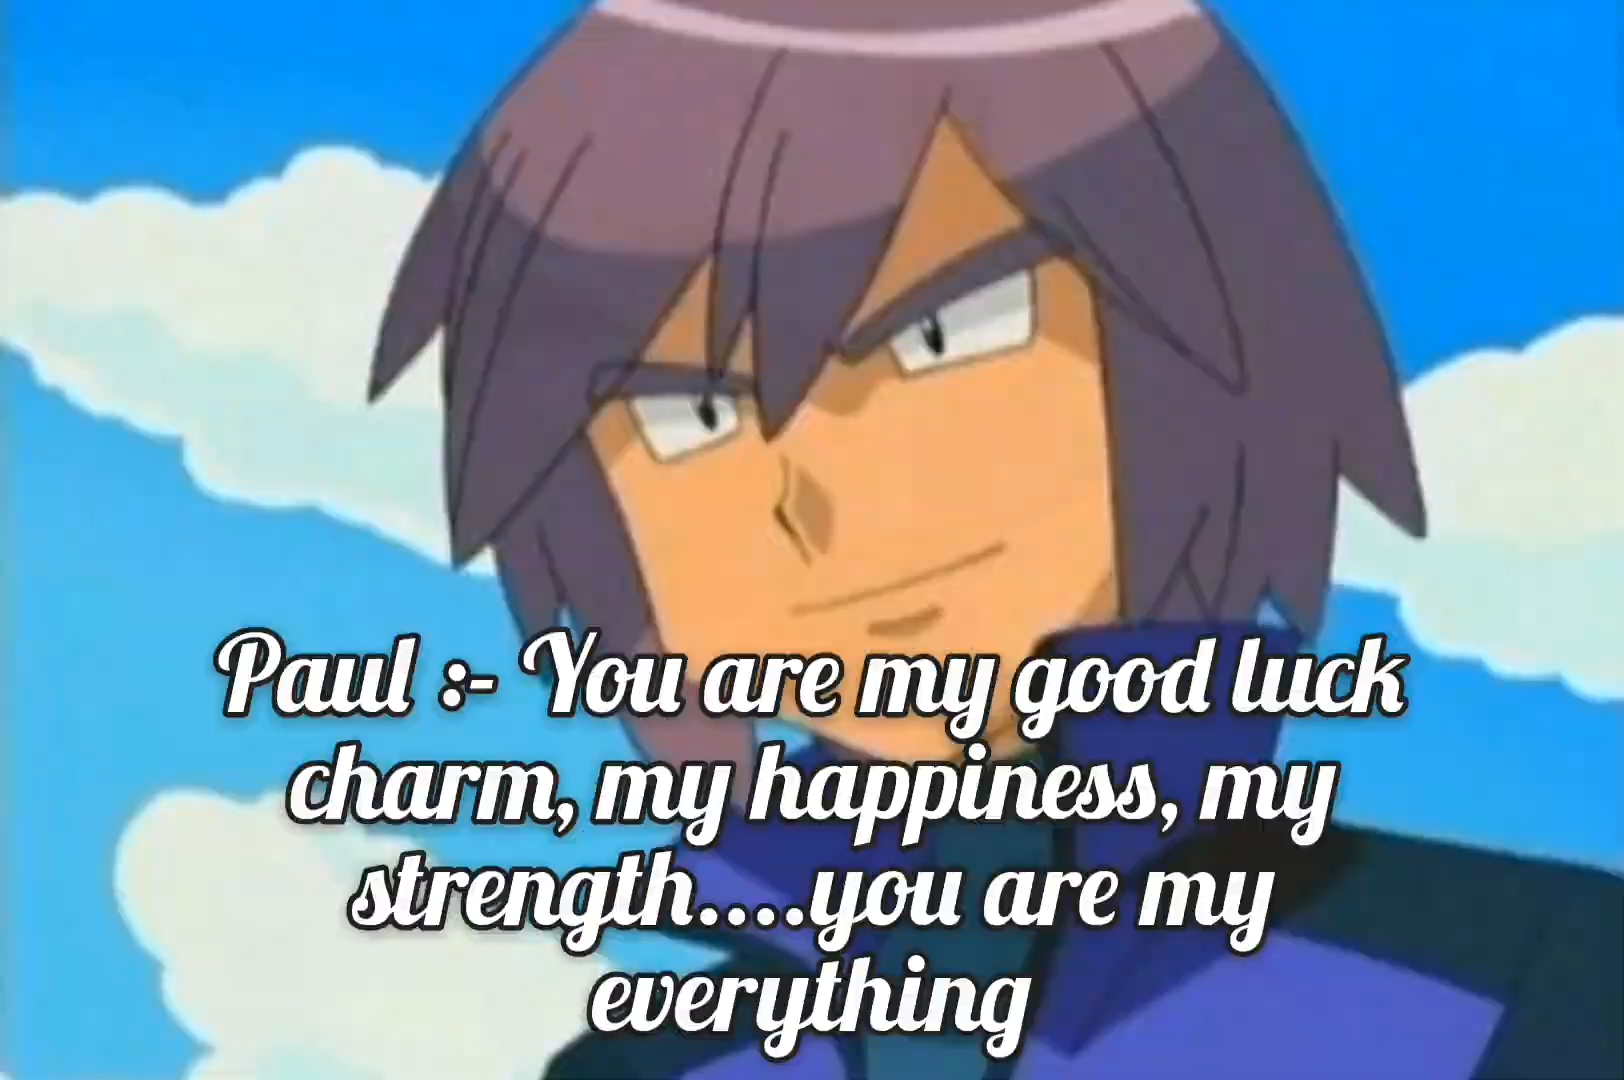 Paul :- You are my good luck
charm, my happiness, my
strength....you are my
everything